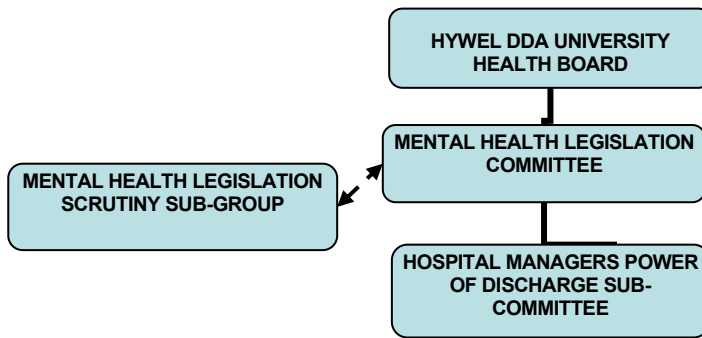 HYWEL DDA UNIVERSITY
HEALTH BOARD
MENTAL HEALTH LEGISLATION
COMMITTEE
MENTAL HEALTH LEGISLATION
SCRUTINY SUB-GROUP
HOSPITAL MANAGERS POWER
OF DISCHARGE SUB-
COMMITTEE